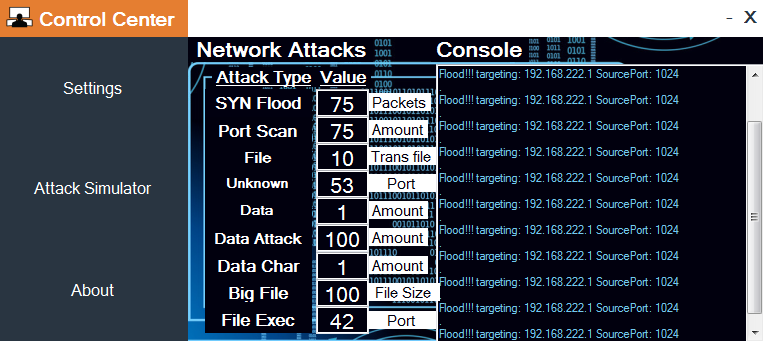 Control Center
- X
Settings
Attack Simulator
About
Network Attacks
Attack Type Value
SYN Flood 75 Packets
Port Scan 75 Amount
File 10 Trans file
Unknown 53 Port
Data 1 Amount
Data Attack 100 Amount
Data Char 1 Amount
Big File 100 File Size
File Exec 42 Port
Console
Flood!!! targeting: 192.168.222.1 SourcePort: 1024
.
Flood!!! targeting: 192.168.222.1 SourcePort: 1024
.
Flood!!! targeting: 192.168.222.1 SourcePort: 1024
.
Flood!!! targeting: 192.168.222.1 SourcePort: 1024
.
Flood!!! targeting: 192.168.222.1 SourcePort: 1024
.
Flood!!! targeting: 192.168.222.1 SourcePort: 1024
.
Flood!!! targeting: 192.168.222.1 SourcePort: 1024
.
Flood!!! targeting: 192.168.222.1 SourcePort: 1024
.
Flood!!! targeting: 192.168.222.1 SourcePort: 1024
.
Flood!!! targeting: 192.168.222.1 SourcePort: 1024
.
Flood!!! targeting: 192.168.222.1 SourcePort: 1024